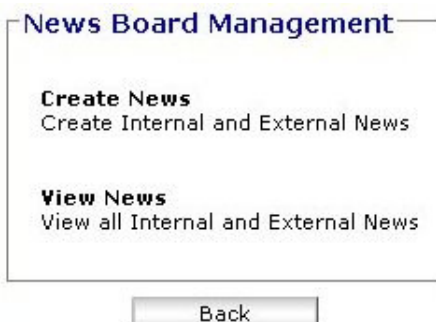 News Board Management
Create News
Create Internal and External News
View News
View all Internal and External News
Back